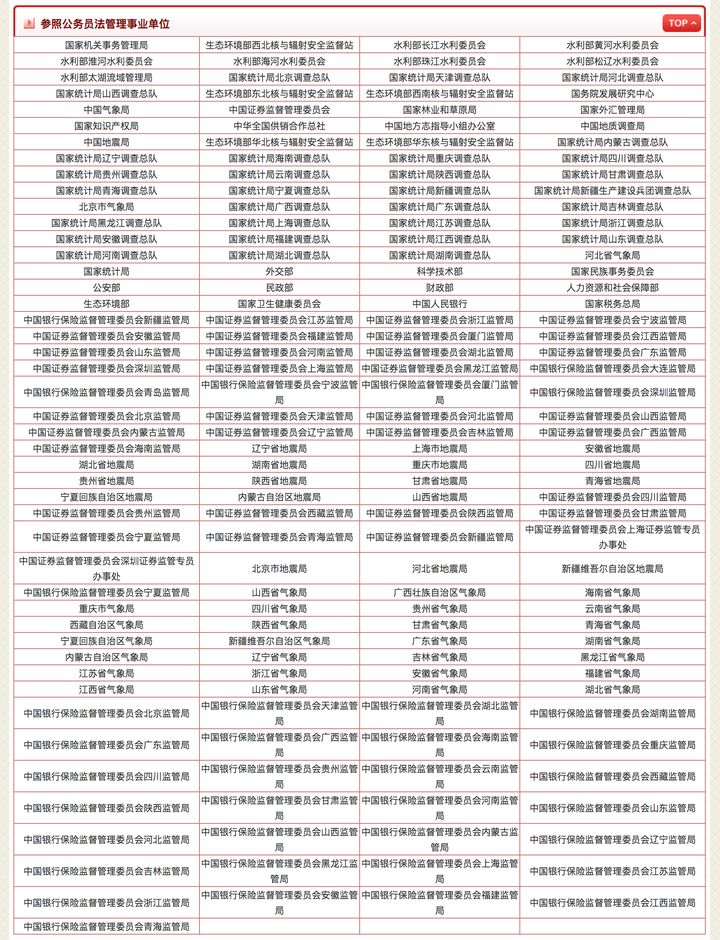 参照公务员法管理事业单位
TOP
国家机关事务管理局 生态环境部西北核与辐射安全监督站 水利部长江水利委员会 水利部黄河水利委员会
水利部淮河水利委员会 水利部海河水利委员会 水利部珠江水利委员会 水利部松辽水利委员会
水利部太湖流域管理局 国家统计局北京调查总队 国家统计局天津调查总队 国家统计局河北调查总队
国家统计局山西调查总队 生态环境部东北核与辐射安全监督站 生态环境部西南核与辐射安全监督站 国务院发展研究中心
中国气象局 中国证券监督管理委员会 国家林业和草原局 国家外汇管理局
国家知识产权局 中华全国供销合作总社 中国地方志指导小组办公室 中国地质调查局
中国地震局 生态环境部华北核与辐射安全监督站 生态环境部华东核与辐射安全监督站 国家统计局内蒙古调查总队
国家统计局辽宁调查总队 国家统计局海南调查总队 国家统计局重庆调查总队 国家统计局四川调查总队
国家统计局贵州调查总队 国家统计局云南调查总队 国家统计局陕西调查总队 国家统计局甘肃调查总队
国家统计局青海调查总队 国家统计局宁夏调查总队 国家统计局新疆调查总队 国家统计局新疆生产建设兵团调查总队
北京市气象局 国家统计局广西调查总队 国家统计局广东调查总队 国家统计局吉林调查总队
国家统计局黑龙江调查总队 国家统计局上海调查总队 国家统计局江苏调查总队 国家统计局浙江调查总队
国家统计局安徽调查总队 国家统计局福建调查总队 国家统计局江西调查总队 国家统计局山东调查总队
国家统计局河南调查总队 国家统计局湖北调查总队 国家统计局湖南调查总队 河北省气象局
国家统计局 外交部 科学技术部 国家民族事务委员会
公安部 民政部 财政部 人力资源和社会保障部
生态环境部 国家卫生健康委员会 中国人民银行 国家税务总局
中国银行保险监督管理委员会新疆监管局 中国证券监督管理委员会江苏监管局 中国证券监督管理委员会浙江监管局 中国证券监督管理委员会宁波监管局
中国证券监督管理委员会安徽监管局 中国证券监督管理委员会福建监管局 中国证券监督管理委员会厦门监管局 中国证券监督管理委员会江西监管局
中国证券监督管理委员会山东监管局 中国证券监督管理委员会河南监管局 中国证券监督管理委员会湖北监管局 中国证券监督管理委员会广东监管局
中国证券监督管理委员会深圳监管局 中国证券监督管理委员会上海监管局 中国证券监督管理委员会黑龙江监管局 中国银行保险监督管理委员会大连监管局
中国银行保险监督管理委员会青岛监管局 中国银行保险监督管理委员会宁波监管局 中国银行保险监督管理委员会厦门监管局 中国银行保险监督管理委员会深圳监管局
中国证券监督管理委员会北京监管局 中国证券监督管理委员会天津监管局 中国证券监督管理委员会河北监管局 中国证券监督管理委员会山西监管局
中国证券监督管理委员会内蒙古监管局 中国证券监督管理委员会辽宁监管局 中国证券监督管理委员会吉林监管局 中国证券监督管理委员会广西监管局
中国证券监督管理委员会海南监管局 辽宁省地震局 上海市地震局 安徽省地震局
湖北省地震局 湖南省地震局 重庆市地震局 四川省地震局
贵州省地震局 陕西省地震局 甘肃省地震局 青海省地震局
宁夏回族自治区地震局 内蒙古自治区地震局 山西省地震局 中国证券监督管理委员会四川监管局
中国证券监督管理委员会贵州监管局 中国证券监督管理委员会西藏监管局 中国证券监督管理委员会陕西监管局 中国证券监督管理委员会甘肃监管局
中国证券监督管理委员会宁夏监管局 中国证券监督管理委员会青海监管局 中国证券监督管理委员会新疆监管局 中国证券监督管理委员会上海证券监管专员办事处
中国证券监督管理委员会深圳证券监管专员办事处 北京市地震局 河北省地震局 新疆维吾尔自治区地震局
中国银行保险监督管理委员会宁夏监管局 山西省气象局 广西壮族自治区气象局 海南省气象局
重庆市气象局 四川省气象局 贵州省气象局 云南省气象局
西藏自治区气象局 陕西省气象局 甘肃省气象局 青海省气象局
宁夏回族自治区气象局 新疆维吾尔自治区气象局 广东省气象局 湖南省气象局
内蒙古自治区气象局 辽宁省气象局 吉林省气象局 黑龙江省气象局
江苏省气象局 浙江省气象局 安徽省气象局 福建省气象局
江西省气象局 山东省气象局 河南省气象局 湖北省气象局
中国银行保险监督管理委员会北京监管局 中国银行保险监督管理委员会天津监管局 中国银行保险监督管理委员会湖北监管局 中国银行保险监督管理委员会湖南监管局
中国银行保险监督管理委员会广东监管局 中国银行保险监督管理委员会广西监管局 中国银行保险监督管理委员会海南监管局 中国银行保险监督管理委员会重庆监管局
中国银行保险监督管理委员会四川监管局 中国银行保险监督管理委员会贵州监管局 中国银行保险监督管理委员会云南监管局 中国银行保险监督管理委员会西藏监管局
中国银行保险监督管理委员会陕西监管局 中国银行保险监督管理委员会甘肃监管局 中国银行保险监督管理委员会河南监管局 中国银行保险监督管理委员会山东监管局
中国银行保险监督管理委员会河北监管局 中国银行保险监督管理委员会山西监管局 中国银行保险监督管理委员会内蒙古监管局 中国银行保险监督管理委员会辽宁监管局
中国银行保险监督管理委员会吉林监管局 中国银行保险监督管理委员会黑龙江监管局 中国银行保险监督管理委员会上海监管局 中国银行保险监督管理委员会江苏监管局
中国银行保险监督管理委员会浙江监管局 中国银行保险监督管理委员会安徽监管局 中国银行保险监督管理委员会福建监管局 中国银行保险监督管理委员会江西监管局
中国银行保险监督管理委员会青海监管局